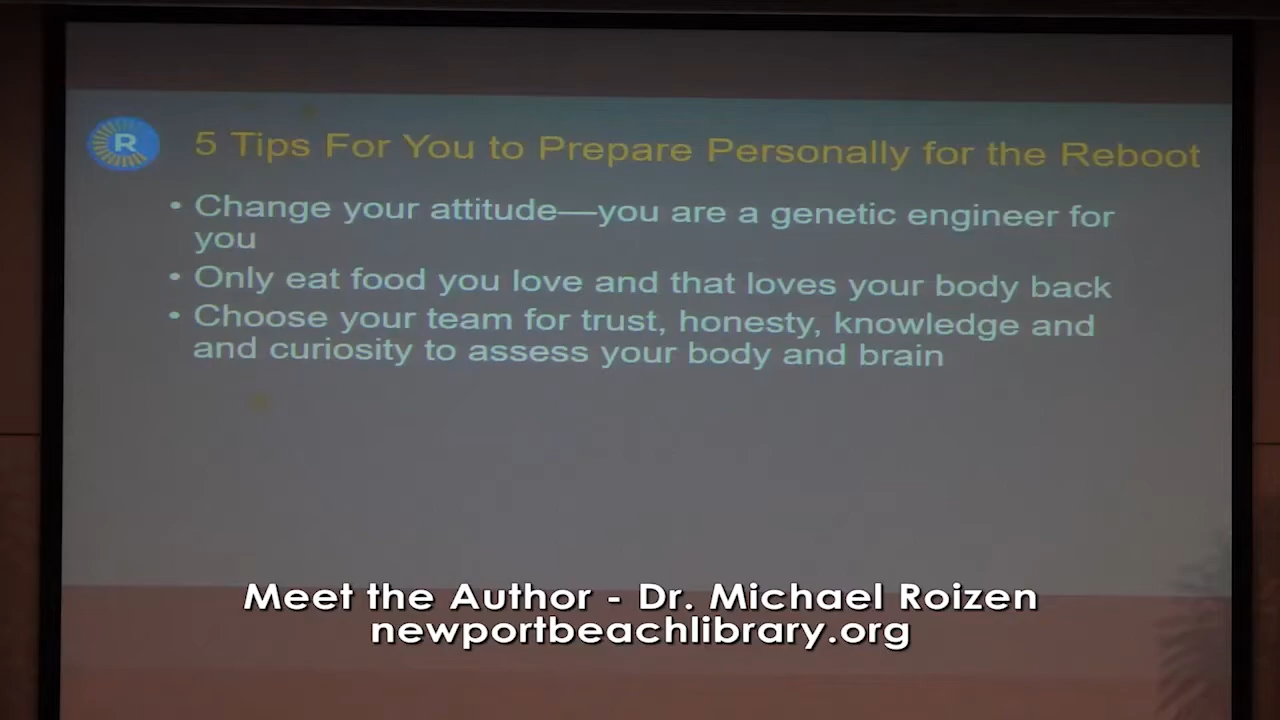 R
5 Tips For You to Prepare Personally for the Reboot
• Change your attitude—you are a genetic engineer for
you
• Only eat food you love and that loves your body back
• Choose your team for trust, honesty, knowledge and
and curiosity to assess your body and brain
Meet the Author - Dr. Michael Roizen
newportbeachlibrary.org